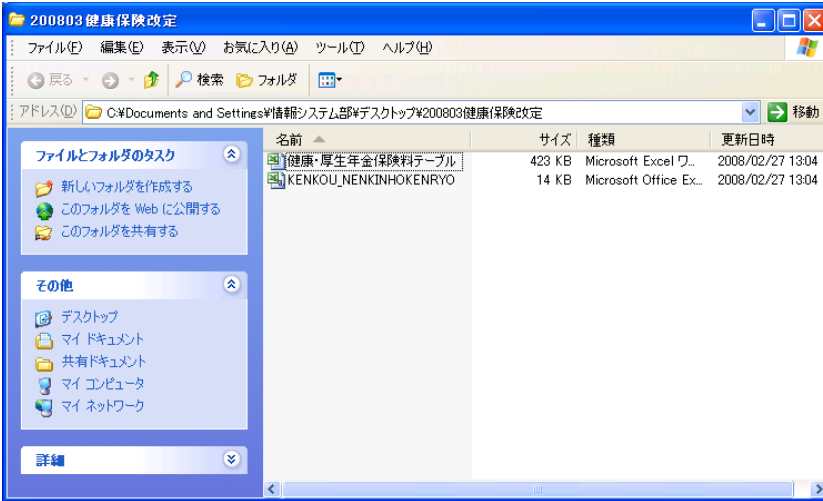 200803健康保険改定
ファイル(F) 編集(E) 表示(V) お気に入り(A) ツール(T) ヘルプ(H)
戻る 検索 フォルダ
アドレス(D) C:¥Documents and Settings¥情報システム部¥デスクトップ¥200803健康保険改定 移動
名前 サイズ 種類 更新日時
健康・厚生年金保険料テーブル 423 KB Microsoft Excel ワ... 2008/02/27 13:04
KENKOU_NENKINHOKENRYO 14 KB Microsoft Office Ex... 2008/02/27 13:04
ファイルとフォルダのタスク
新しいフォルダを作成する
このフォルダを Web に公開する
このフォルダを共有する
その他
デスクトップ
マイ ドキュメント
共有ドキュメント
マイ コンピュータ
マイ ネットワーク
詳細